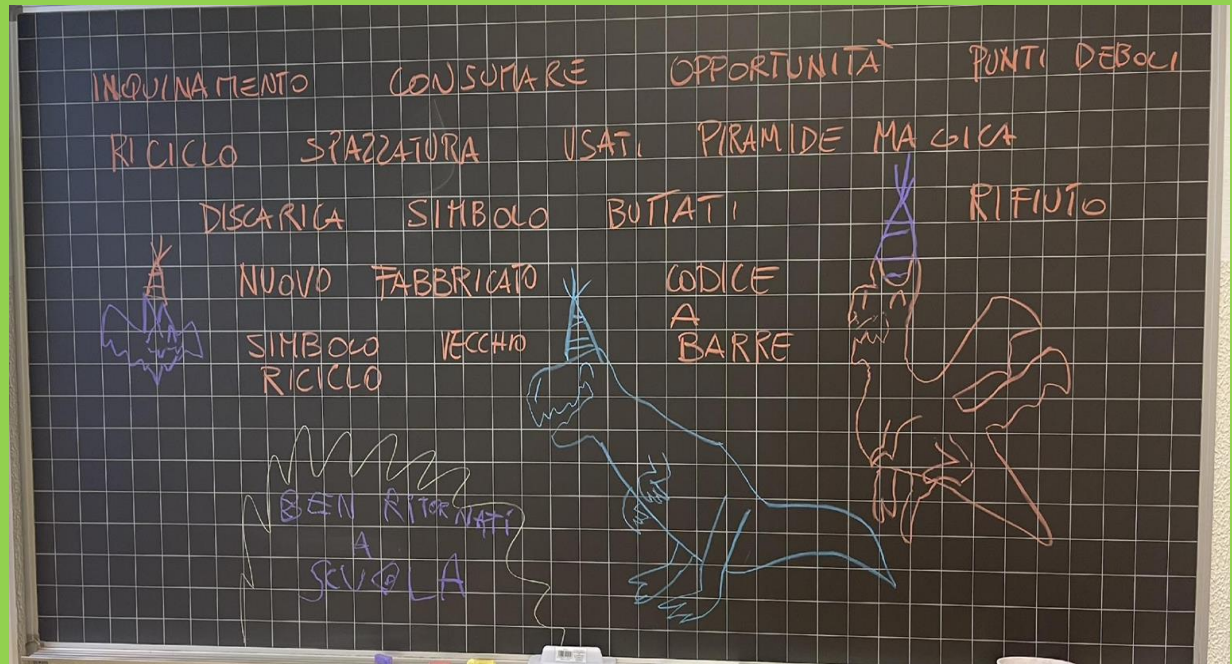 INQUINAMENTO CONSUMARE OPPORTUNITÀ PUNTI DEBOLI
RICICLO SPAZZATURA USATI PIRAMIDE MAGICA
DISCARICA SIMBOLO BUTTATI RIFIUTO
NUOVO FABBRICATO CODICE
A
SIMBOLO VECCHIO BARRE
RICICLO
BEN RITORNATI
A
SCUOLA